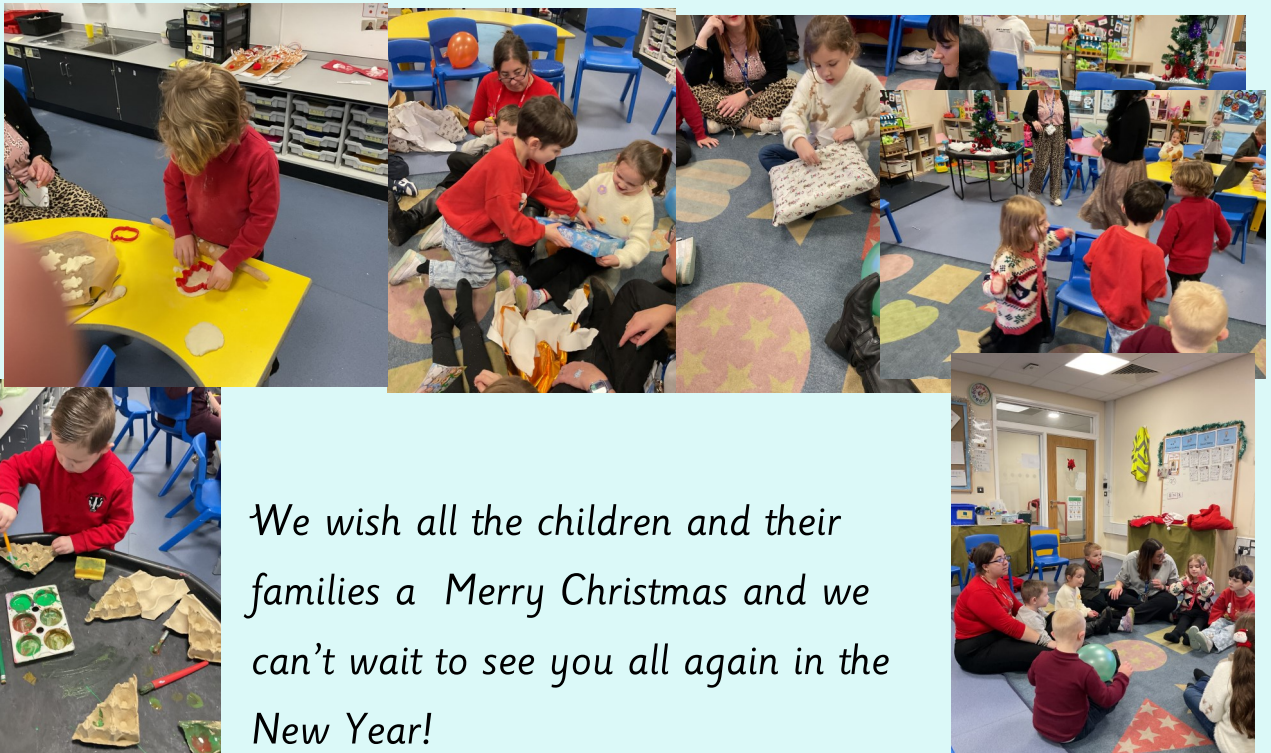 We wish all the children and their
families a  Merry Christmas and we
can't wait to see you all again in the
New Year!